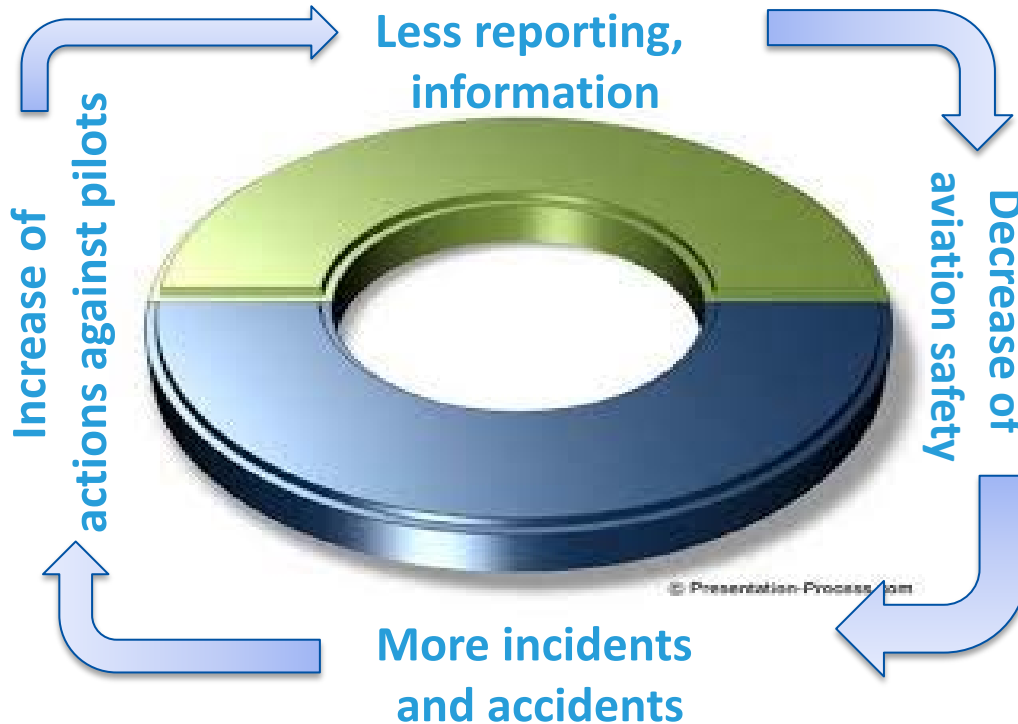 Less reporting,
information
Decrease of
aviation safety
More incidents
and accidents
Increase of
actions against pilots
© Presentation-Process.com